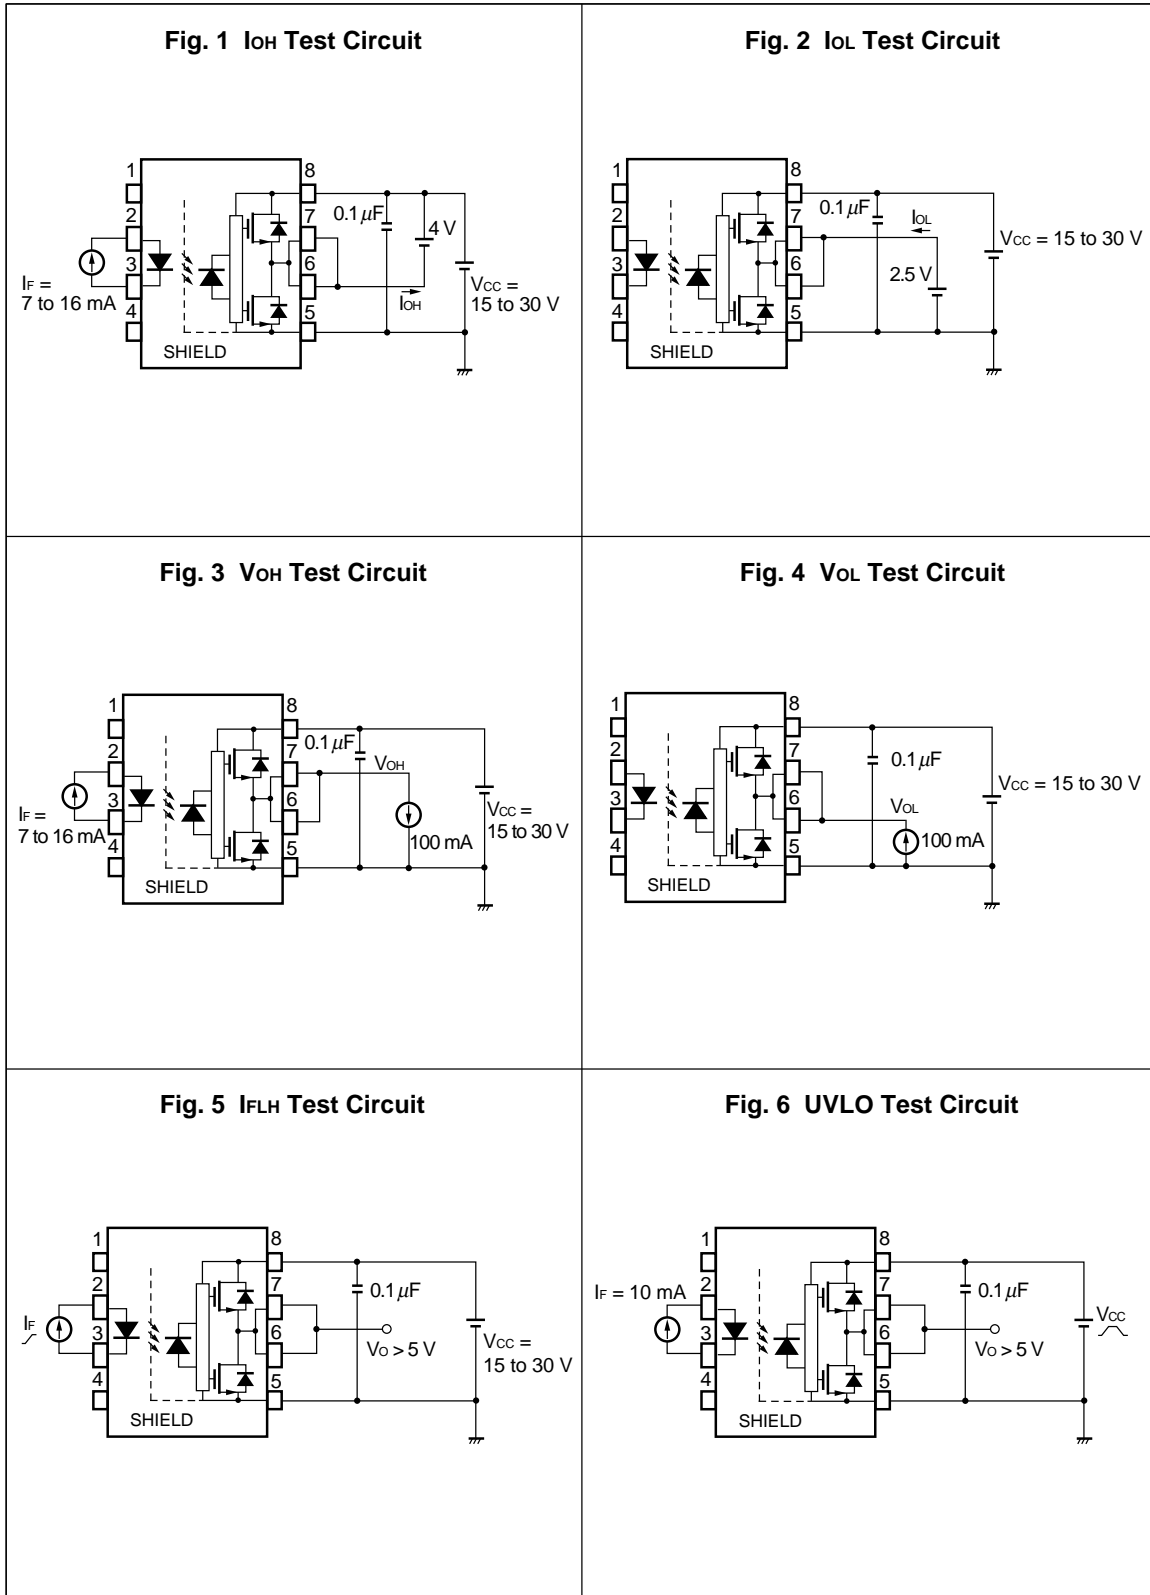 Fig. 1 IOH Test Circuit
1
2
3
4
8
7
6
5
SHIELD
IF =
7 to 16 mA
0.1 μF
4 V
IOH
VCC =
15 to 30 V
Fig. 2 IOL Test Circuit
1
2
3
4
8
7
6
5
SHIELD
0.1 μF
IOL
2.5 V
VCC = 15 to 30 V
Fig. 3 VOH Test Circuit
1
2
3
4
8
7
6
5
SHIELD
IF =
7 to 16 mA
0.1 μF
VOH
100 mA
VCC =
15 to 30 V
Fig. 4 VOL Test Circuit
1
2
3
4
8
7
6
5
SHIELD
0.1 μF
VOL
100 mA
VCC = 15 to 30 V
Fig. 5 IFLH Test Circuit
1
2
3
4
8
7
6
5
SHIELD
IF
0.1 μF
VO > 5 V
VCC =
15 to 30 V
Fig. 6 UVLO Test Circuit
1
2
3
4
8
7
6
5
SHIELD
IF = 10 mA
0.1 μF
VO > 5 V
VCC